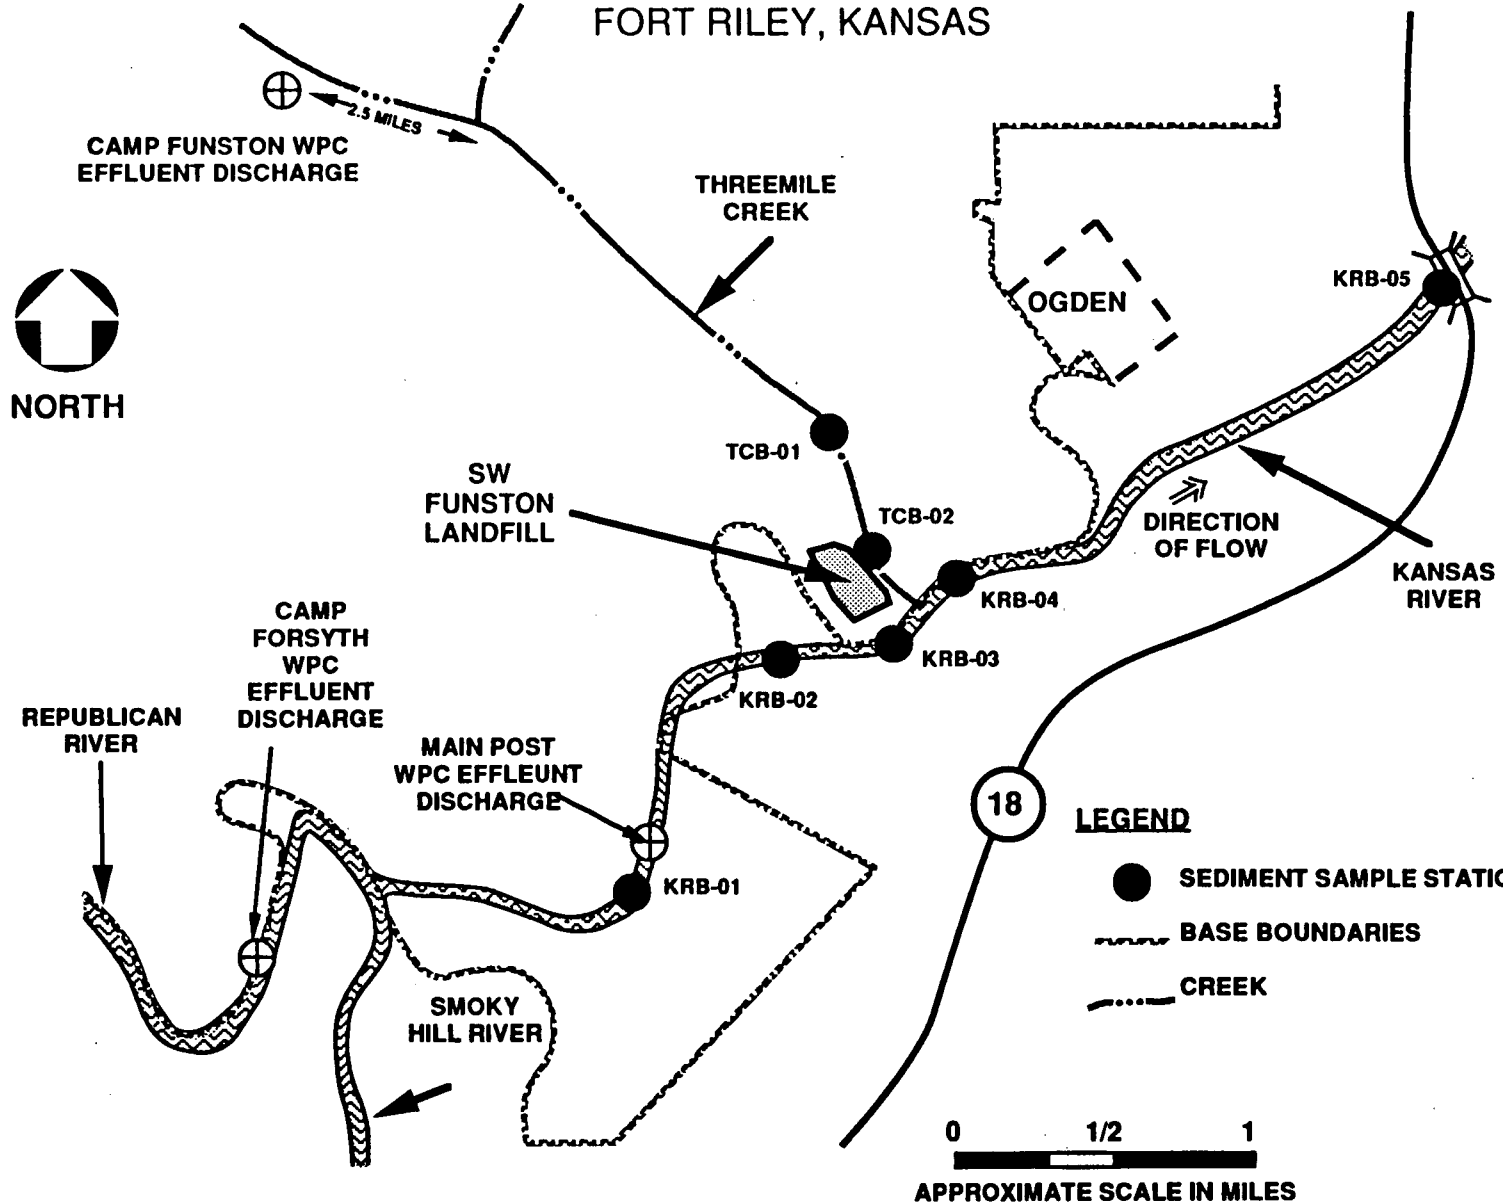 FORT RILEY, KANSAS
2.5 MILES
CAMP FUNSTON WPC
EFFLUENT DISCHARGE
THREEMILE
CREEK
KRB-05
OGDEN
NORTH
TCB-01
SW
FUNSTON
LANDFILL
TCB-02
DIRECTION
OF FLOW
KANSAS
RIVER
KRB-04
CAMP
FORSYTH
WPC
EFFLUENT
DISCHARGE
KRB-03
KRB-02
REPUBLICAN
RIVER
MAIN POST
WPC EFFLEUNT
DISCHARGE
18
LEGEND
KRB-01
SEDIMENT SAMPLE STATIO
BASE BOUNDARIES
CREEK
SMOKY
HILL RIVER
0 1/2 1
APPROXIMATE SCALE IN MILES